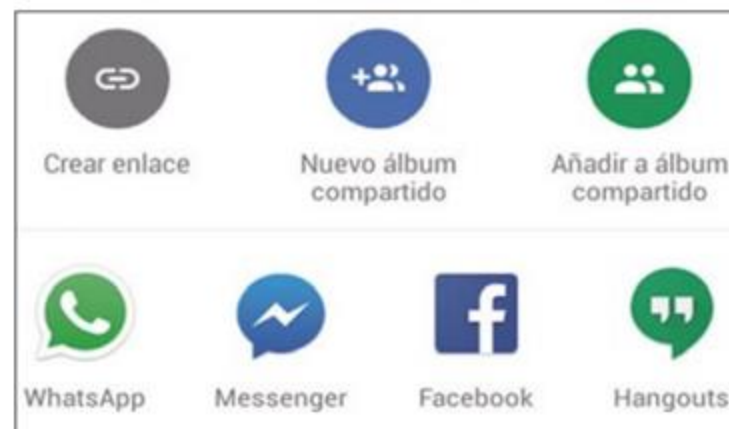 Crear enlace
Nuevo álbum
compartido
Añadir a álbum
compartido
WhatsApp
Messenger
Facebook
Hangouts